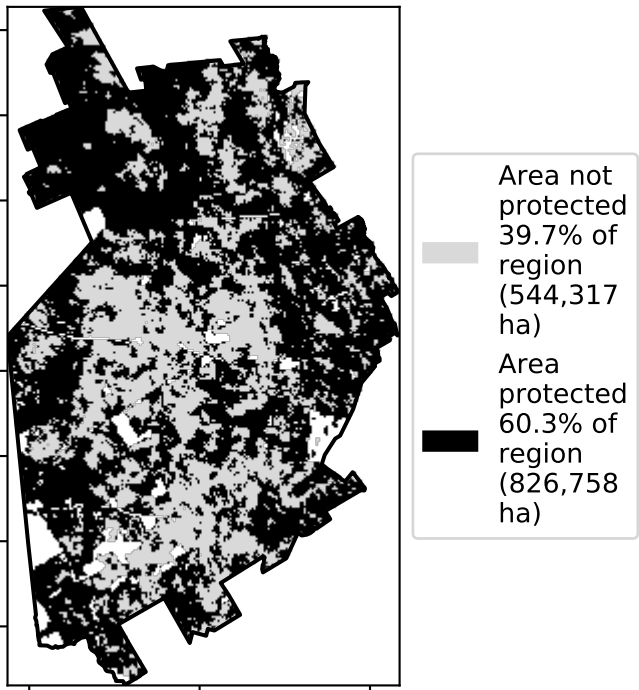 Area not
protected
39.7% of
region
(544,317
ha)
Area
protected
60.3% of
region
(826,758
ha)